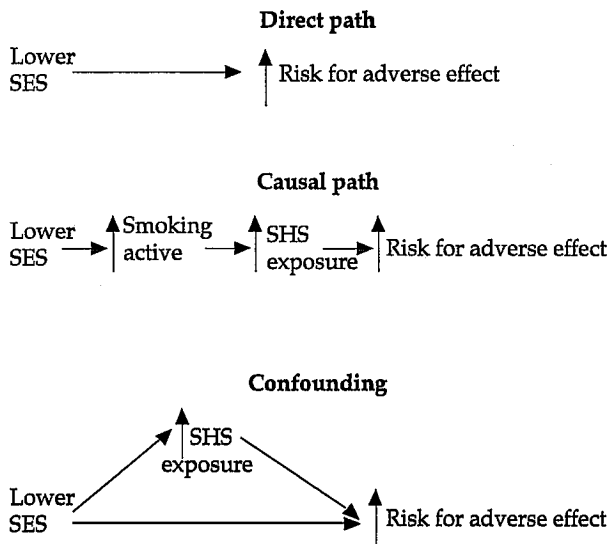 Direct path
Lower
SES
Risk for adverse effect
Causal path
Lower
SES
Smoking
active
SHS
exposure
Risk for adverse effect
Confounding
SHS
exposure
Lower
SES
Risk for adverse effect